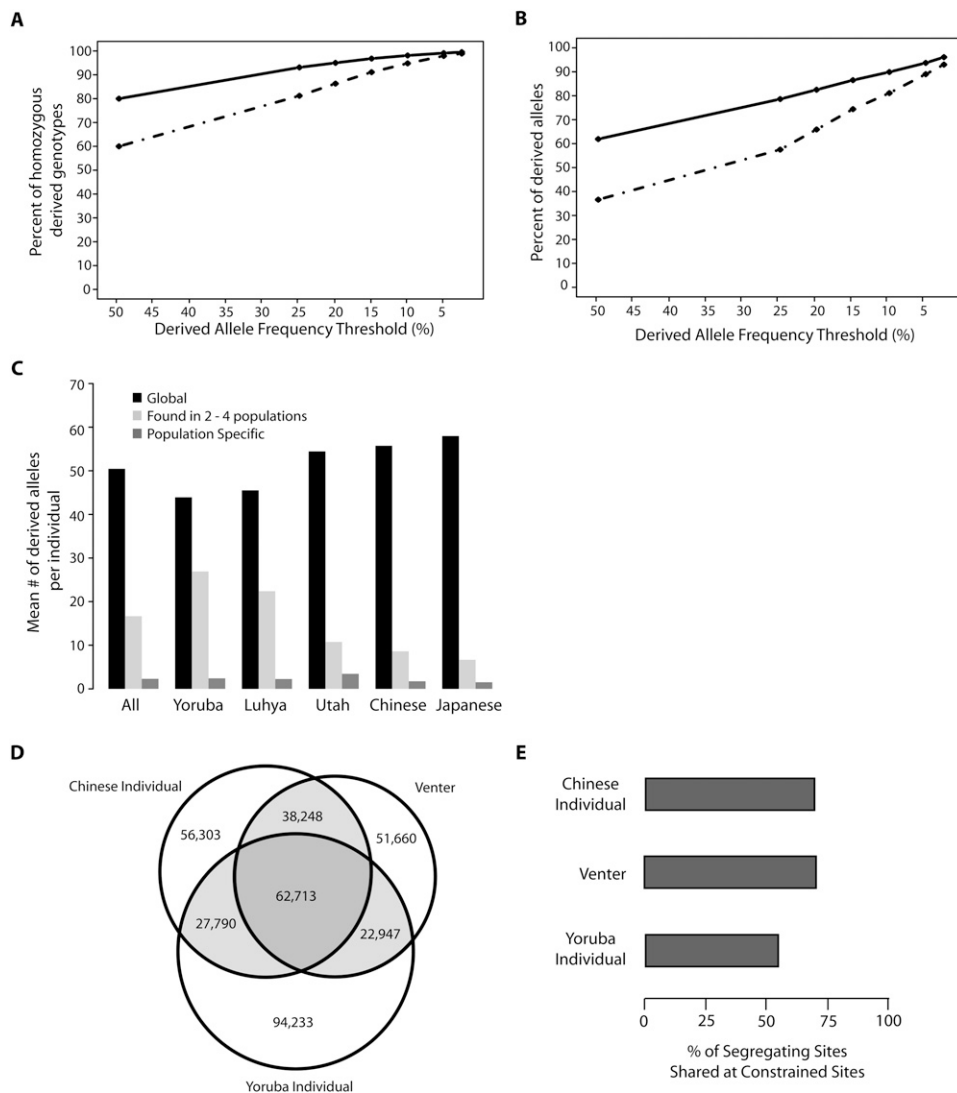 A
Percent of homozygous
derived genotypes
100
90
80
70
60
50
40
30
20
10
0
50 45 40 35 30 25 20 15 10 5
Derived Allele Frequency Threshold (%)
B
Percent of derived alleles
100
90
80
70
60
50
40
30
20
10
0
50 45 40 35 30 25 20 15 10 5
Derived Allele Frequency Threshold (%)
C
Mean # of derived alleles
per individual
70
60
50
40
30
20
10
0
Global
Found in 2 - 4 populations
Population Specific
All Yoruba Luhya Utah Chinese Japanese
D
Chinese Individual
Venter
38,248
56,303
51,660
62,713
27,790
22,947
94,233
Yoruba Individual
E
Chinese
Individual
Venter
Yoruba
Individual
0 25 50 75 100
% of Segregating Sites
Shared at Constrained Sites